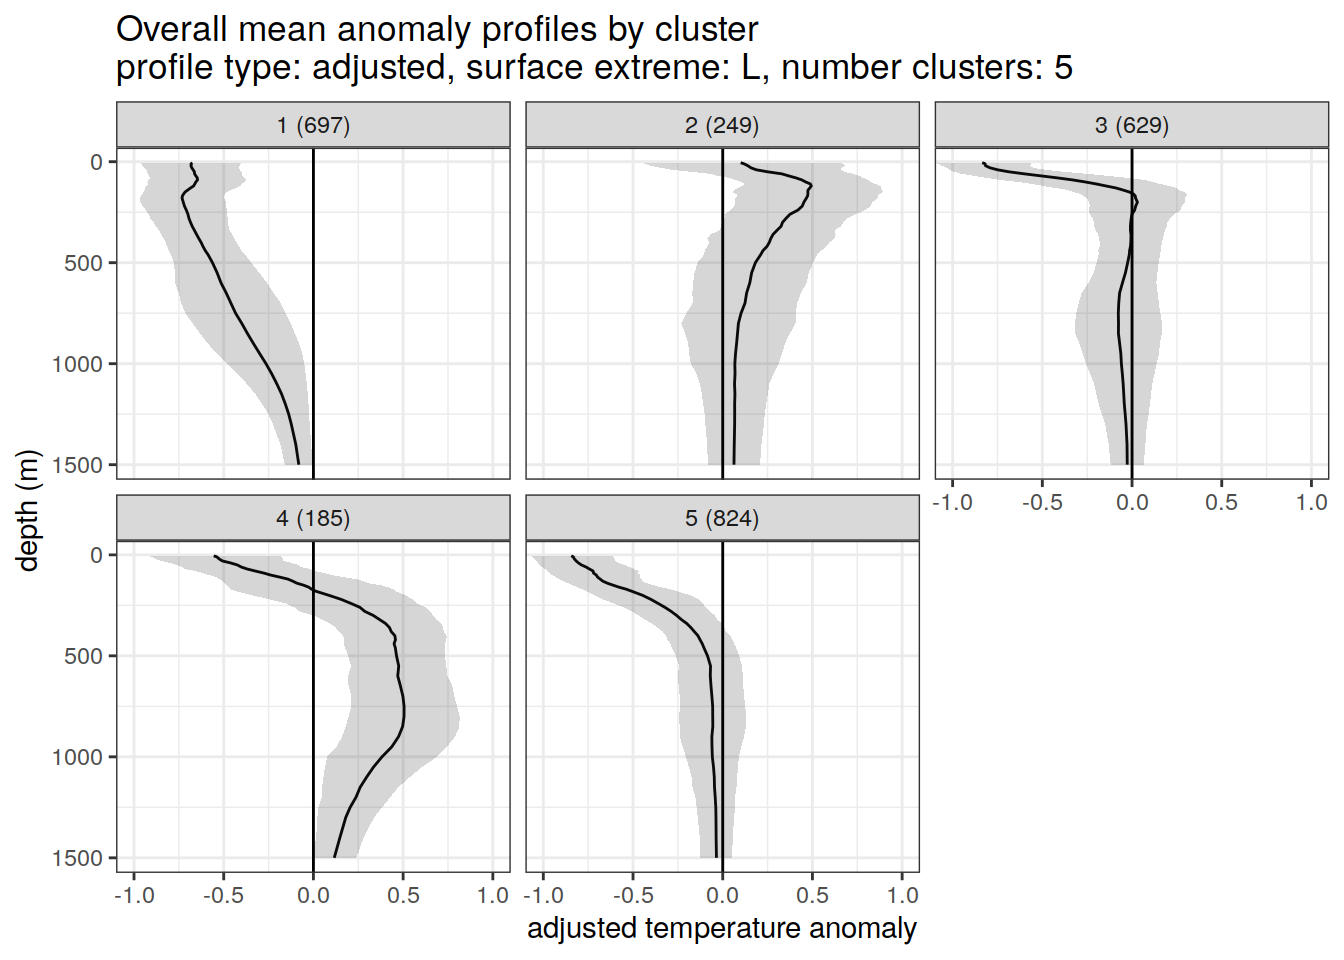 Overall mean anomaly profiles by cluster
profile type: adjusted, surface extreme: L, number clusters: 5
1 (697)
2 (249)
3 (629)
0
500
1000
1500
-1.0 -0.5 0.0 0.5 1.0
4 (185)
5 (824)
0
500
1000
1500
-1.0 -0.5 0.0 0.5 1.0
-1.0 -0.5 0.0 0.5 1.0
depth (m)
adjusted temperature anomaly